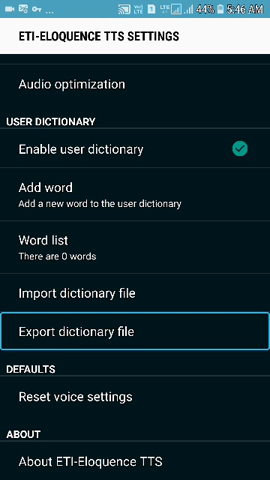 44% 5:46 AM
ETI-ELOQUENCE TTS SETTINGS
Audio optimization
USER DICTIONARY
Enable user dictionary
Add word
Add a new word to the user dictionary
Word list
There are 0 words
Import dictionary file
Export dictionary file
DEFAULTS
Reset voice settings
ABOUT
About ETI-Eloquence TTS